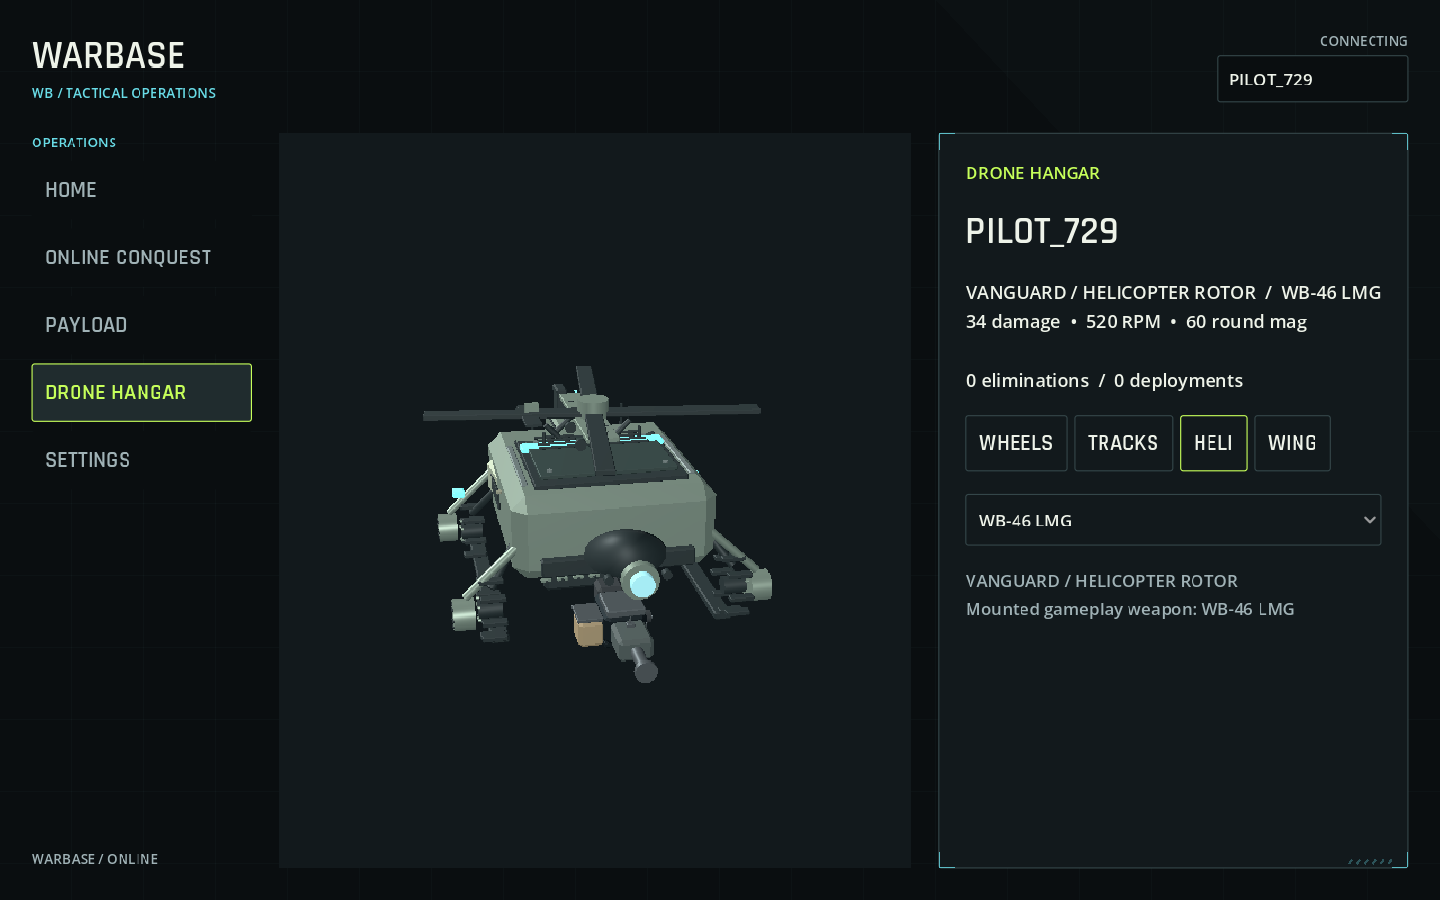 WARBASE
WB / TACTICAL OPERATIONS
CONNECTING
PILOT_729
OPERATIONS
HOME
ONLINE CONQUEST
PAYLOAD
DRONE HANGAR
SETTINGS
WARBASE / ONLINE
DRONE HANGAR
PILOT_729
VANGUARD / HELICOPTER ROTOR / WB-46 LMG
34 damage • 520 RPM • 60 round mag
0 eliminations / 0 deployments
WHEELS TRACKS HELI WING
WB-46 LMG
VANGUARD / HELICOPTER ROTOR
Mounted gameplay weapon: WB-46 LMG